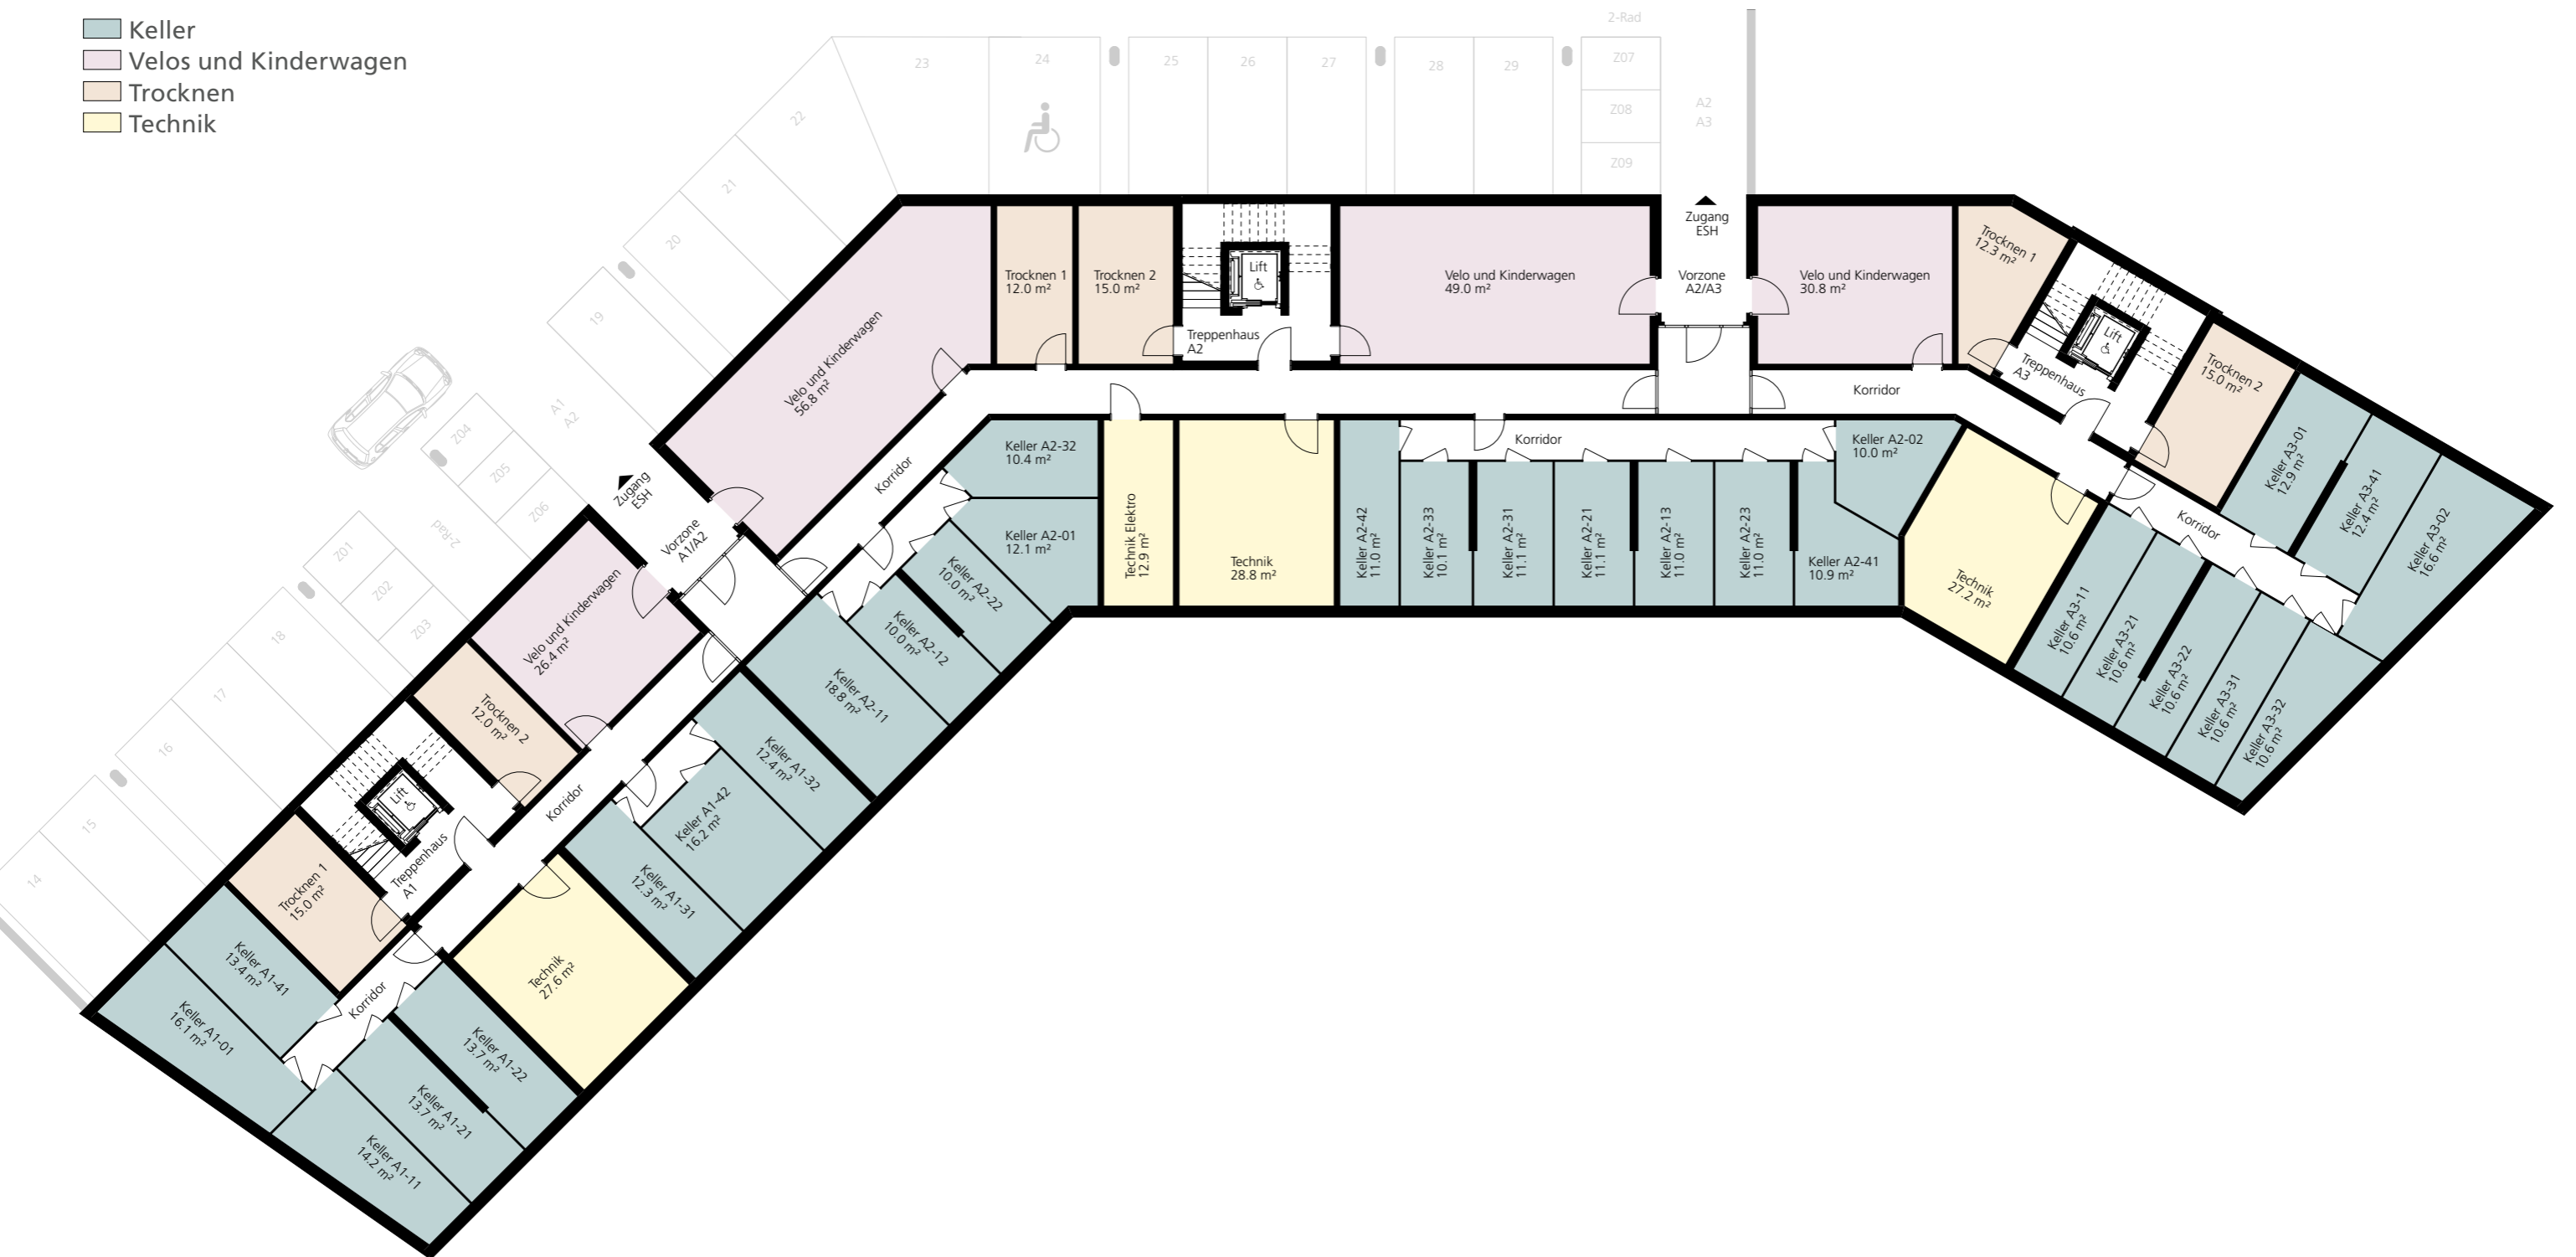 Keller
Velos und Kinderwagen
Trocknen
Technik
2-Rad
23
24
25
26
27
28
29
Z07
Z08
Z09
A2
A3
22
21
20
19
A1
A2
Z04
Z05
Z06
2-Rad
Z01
Z02
Z03
18
17
16
15
14
Zugang
ESH
Vorzone
A2/A3
Velo und Kinderwagen
56.8 m²
Trocknen 1
12.0 m²
Trocknen 2
15.0 m²
Lift
Treppenhaus
A2
Velo und Kinderwagen
49.0 m²
Velo und Kinderwagen
30.8 m²
Trocknen 1
12.3 m²
Lift
Treppenhaus
A3
Trocknen 2
15.0 m²
Korridor
Keller A3-01
12.9 m²
Keller A3-41
12.4 m²
Keller A3-02
16.6 m²
Korridor
Technik
27.2 m²
Keller A3-11
10.6 m²
Keller A3-21
10.6 m²
Keller A3-22
10.6 m²
Keller A3-31
10.6 m²
Keller A3-32
10.6 m²
Korridor
Keller A2-32
10.4 m²
Keller A2-01
12.1 m²
Technik Elektro
12.9 m²
Technik
28.8 m²
Korridor
Keller A2-42
11.0 m²
Keller A2-33
10.1 m²
Keller A2-31
11.1 m²
Keller A2-21
11.1 m²
Keller A2-13
11.0 m²
Keller A2-23
11.0 m²
Keller A2-02
10.0 m²
Keller A2-41
10.9 m²
Keller A2-22
10.0 m²
Keller A2-12
10.0 m²
Keller A2-11
18.8 m²
Zugang
ESH
Vorzone
A1/A2
Velo und Kinderwagen
26.4 m²
Trocknen 2
12.0 m²
Lift
Treppenhaus
A1
Korridor
Keller A1-32
12.4 m²
Keller A1-42
16.2 m²
Keller A1-31
12.3 m²
Trocknen 1
15.0 m²
Technik
27.6 m²
Keller A1-41
13.4 m²
Keller A1-01
16.1 m²
Korridor
Keller A1-22
13.7 m²
Keller A1-21
13.7 m²
Keller A1-11
14.2 m²